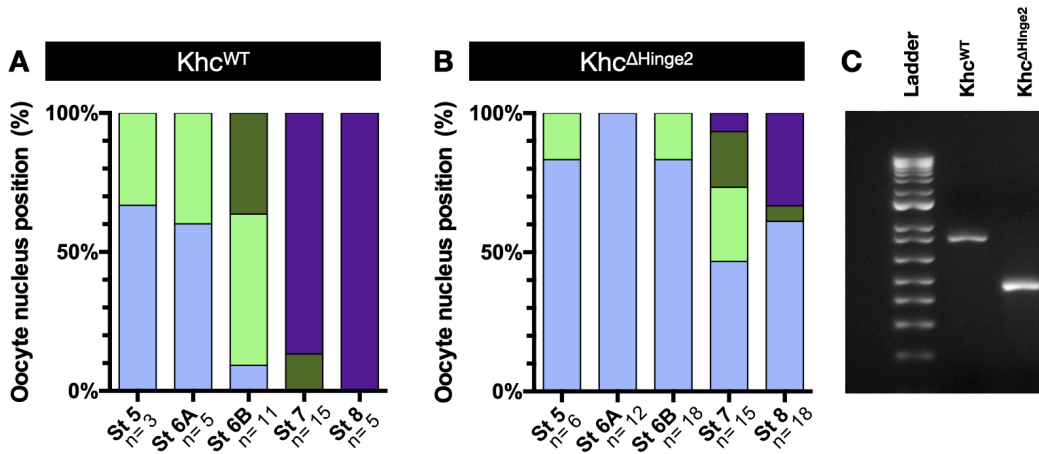 A
Khc^WT
Oocyte nucleus position (%)
100%
50%
0%
St 5
n= 3
St 6A
n= 5
St 6B
n= 11
St 7
n= 15
St 8
n= 5
B
Khc^ΔHinge2
Oocyte nucleus position (%)
100%
50%
0%
St 5
n= 6
St 6A
n= 12
St 6B
n= 18
St 7
n= 15
St 8
n= 18
C
Ladder
Khc^WT
Khc^ΔHinge2